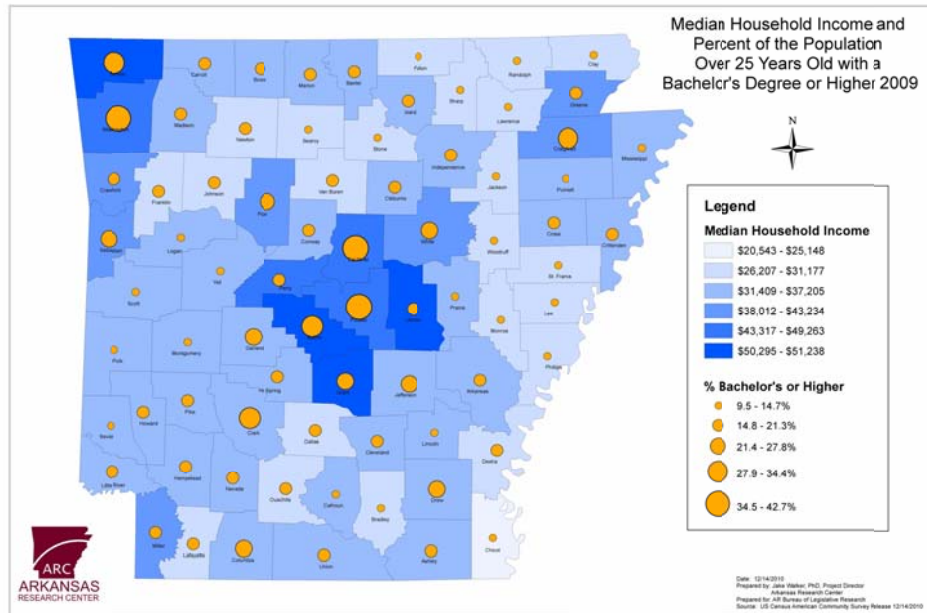 Median Household Income and
Percent of the Population
Over 25 Years Old with a
Bachelor's Degree or Higher 2009
N
Legend
Median Household Income
$20,543 - $25,148
$26,207 - $31,177
$31,409 - $37,205
$38,012 - $43,234
$43,317 - $49,263
$50,295 - $51,238
% Bachelor's or Higher
9.5 - 14.7%
14.8 - 21.3%
21.4 - 27.8%
27.9 - 34.4%
34.5 - 42.7%
Carroll
Boone
Marion
Baxter
Fulton
Randolph
Clay
Sharp
Izard
Greene
Lawrence
Madison
Newton
Searcy
Stone
Craighead
Mississippi
Independence
Crawford
Franklin
Johnson
Pope
Van Buren
Cleburne
Jackson
Poinsett
Conway
White
Cross
Crittenden
Logan
Woodruff
St. Francis
Yell
Perry
Scott
Prairie
Lee
Monroe
Polk
Montgomery
Garland
Phillips
Hot Spring
Jefferson
Arkansas
Sevier
Howard
Pike
Clark
Dallas
Cleveland
Lincoln
Desha
Little River
Hempstead
Nevada
Ouachita
Calhoun
Bradley
Drew
Miller
Lafayette
Columbia
Union
Ashley
Chicot
ARC
ARKANSAS
RESEARCH CENTER
Date: 12/14/2010
Prepared by: Jake Walker, PhD, Project Director
Arkansas Research Center
Prepared for: AR Bureau of Legislative Research
Source: US Census American Community Survey Release 12/14/2010